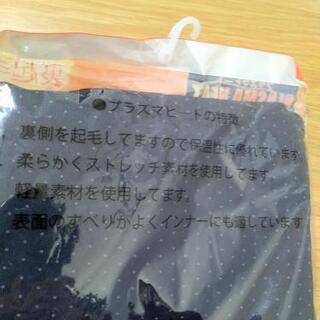 ●プラズマヒートの特徴
裏側を起毛してますので保温性に優れています
柔らかくストレッチ素材を使用してます。
軽量素材を使用してます。
表面のすべりがよくインナーにも適しています